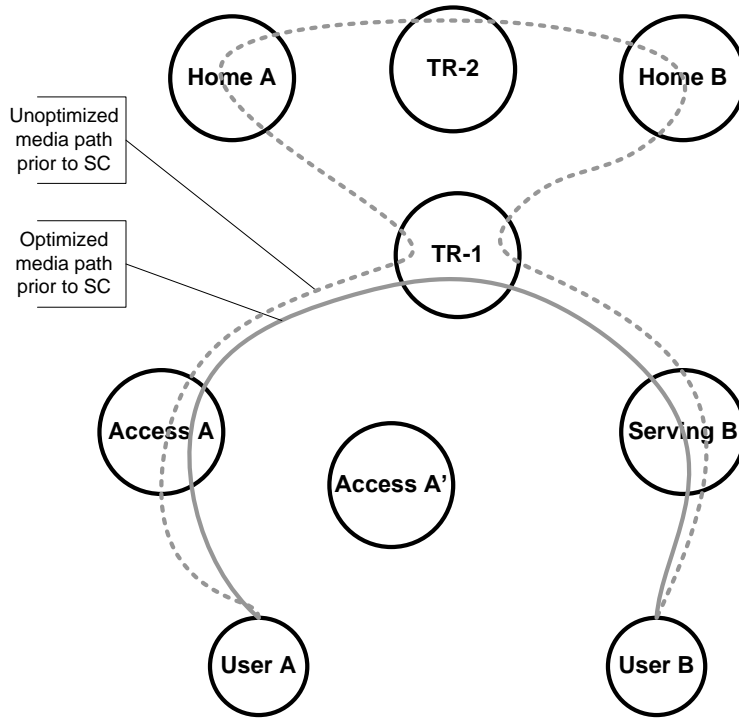 Home A
TR-2
Home B
Unoptimized
media path
prior to SC
Optimized
media path
prior to SC
TR-1
Access A
Serving B
Access A’
User A
User B